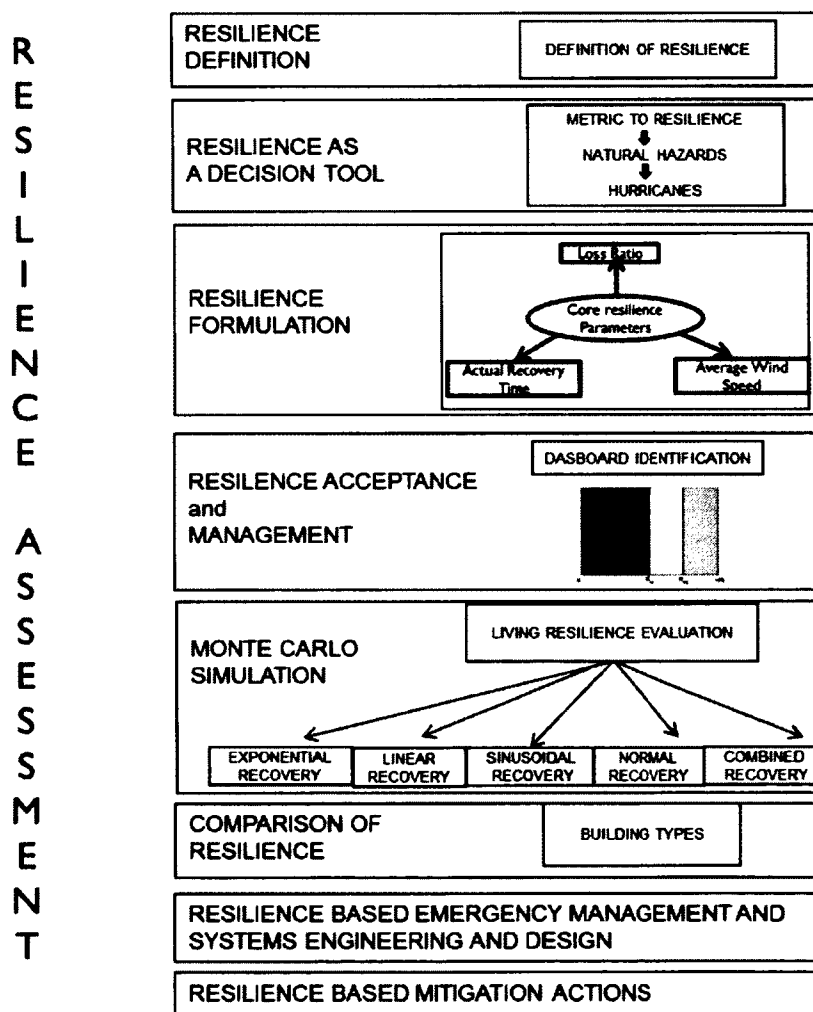 RESILIENCE ASSESSMENT
RESILIENCE
DEFINITION
DEFINITION OF RESILIENCE
RESILIENCE AS
A DECISION TOOL
METRIC TO RESILIENCE
NATURAL HAZARDS
HURRICANES
RESILIENCE
FORMULATION
Loss Ratio
Core resilience
Parameters
Actual Recovery
Time
Average Wind
Speed
RESILENCE ACCEPTANCE
and
MANAGEMENT
DASBOARD IDENTIFICATION
MONTE CARLO
SIMULATION
LIVING RESILIENCE EVALUATION
EXPONENTIAL
RECOVERY
LINEAR
RECOVERY
SINUSOIDAL
RECOVERY
NORMAL
RECOVERY
COMBINED
RECOVERY
COMPARISON OF
RESILIENCE
BUILDING TYPES
RESILIENCE BASED EMERGENCY MANAGEMENT AND
SYSTEMS ENGINEERING AND DESIGN
RESILIENCE BASED MITIGATION ACTIONS